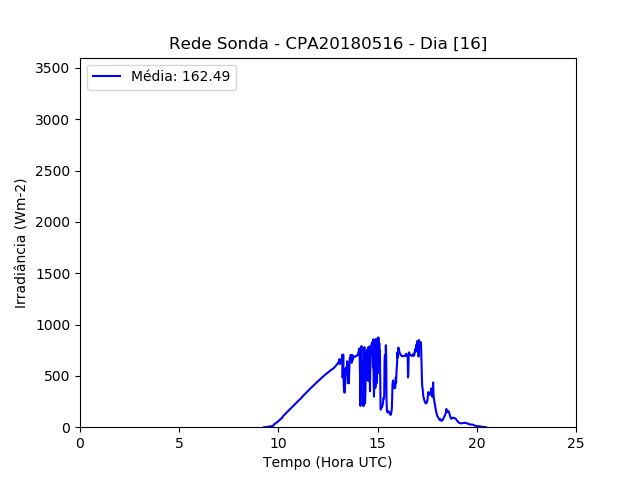 Rede Sonda - CPA20180516 - Dia [16]
Média: 162.49
3500
3000
2500
2000
1500
1000
500
0
Irradiância (Wm-2)
0 5 10 15 20 25
Tempo (Hora UTC)